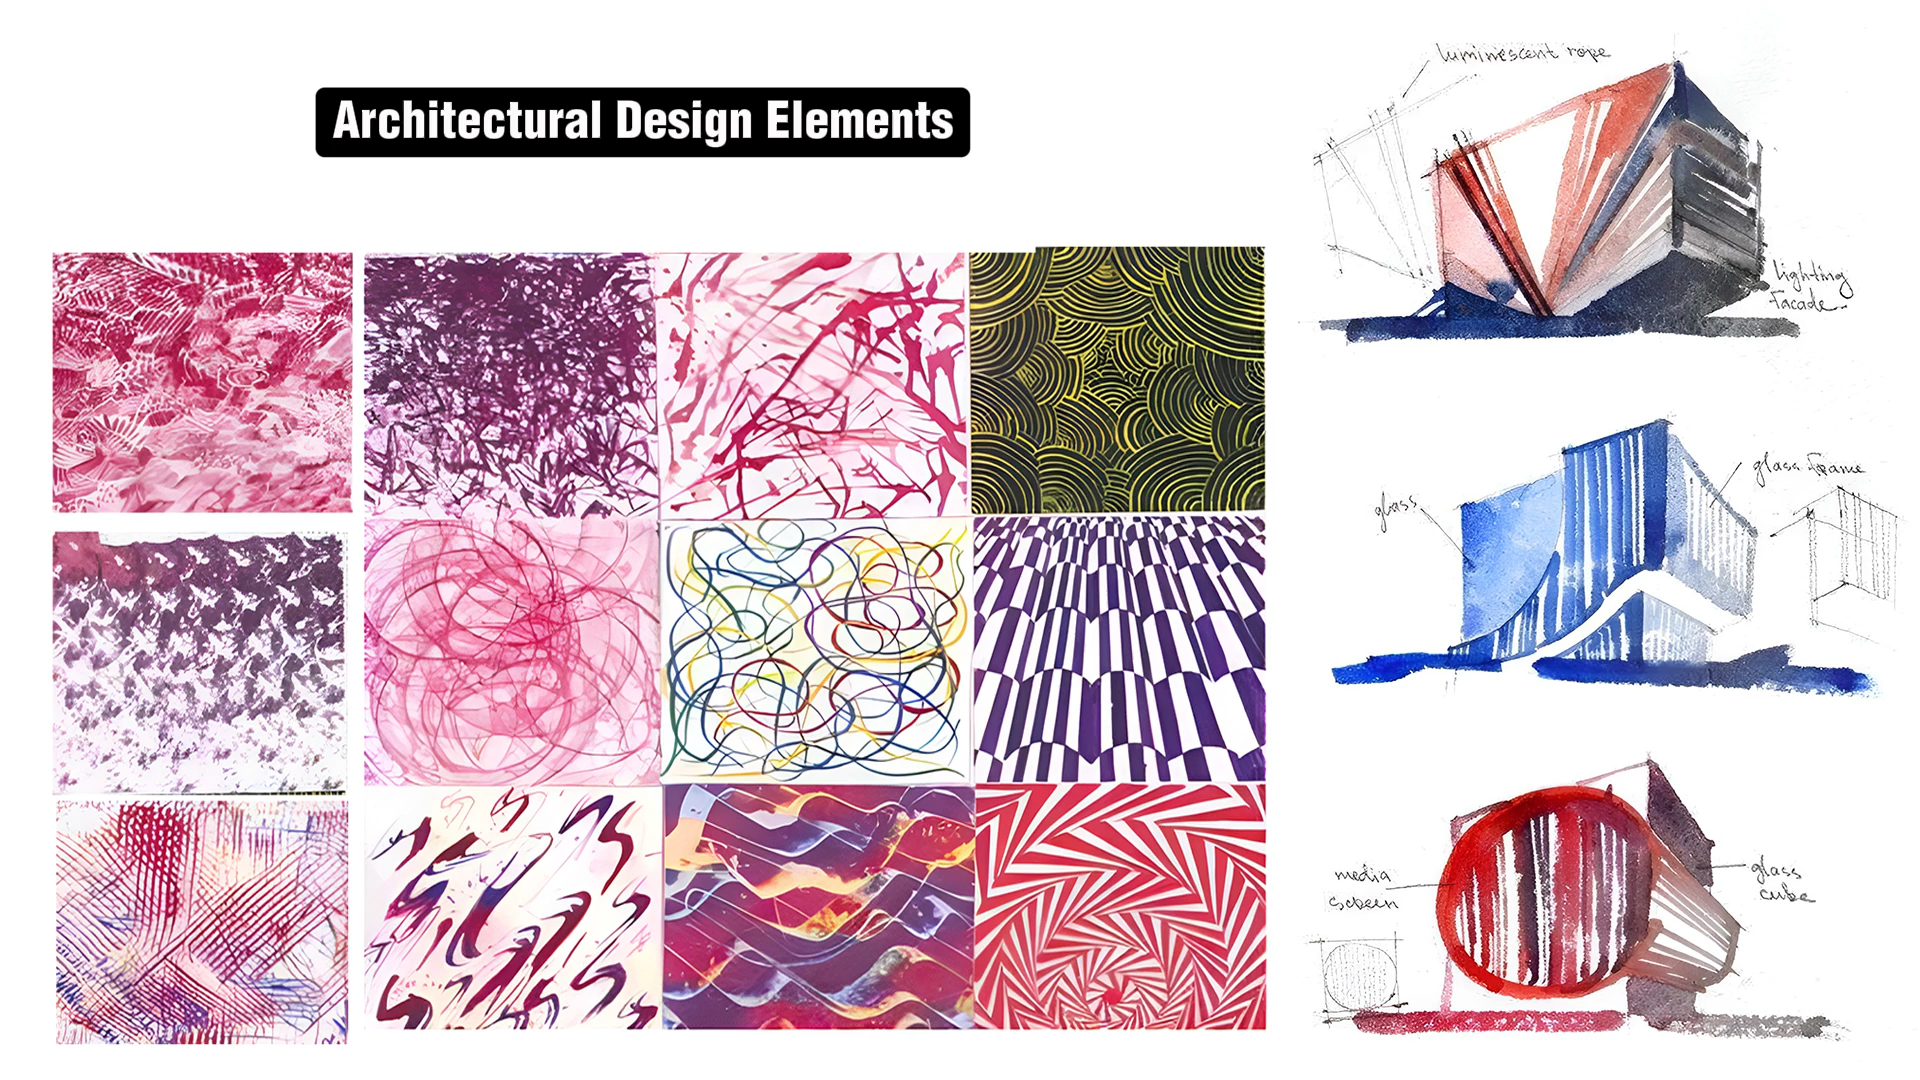 Architectural Design Elements
luminescent rope
lighting
facade
glass
glass frame
media
screen
glass
cube